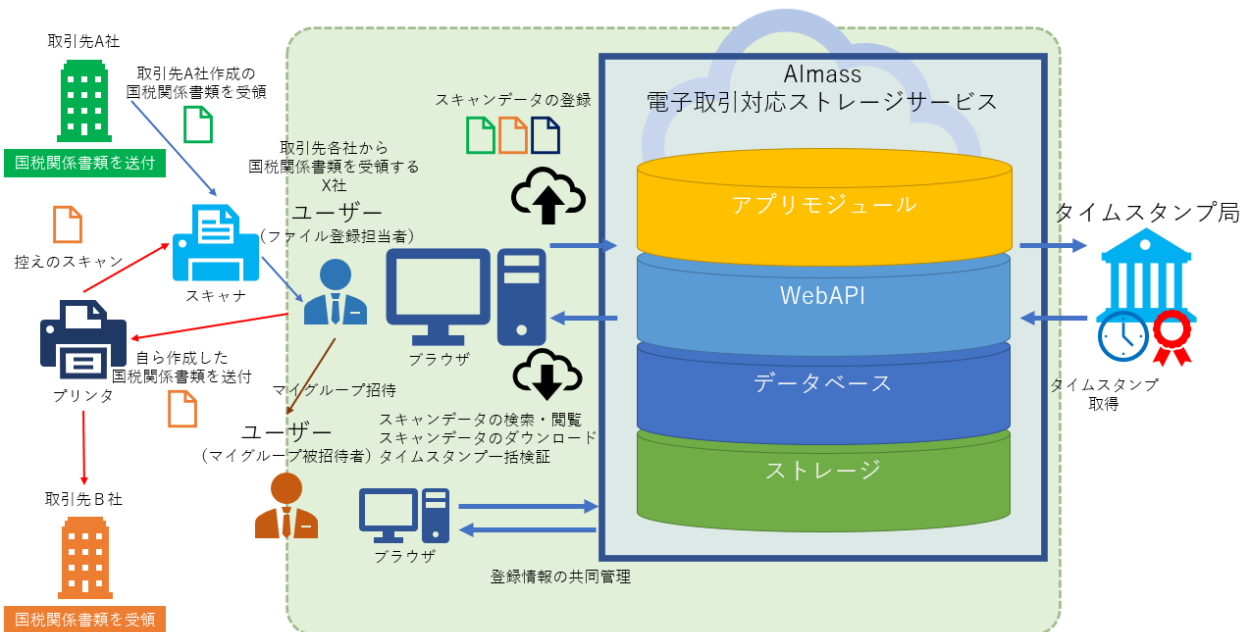 取引先A社
取引先A社作成の
国税関係書類を受領
国税関係書類を送付
控えのスキャン
スキャナ
プリンタ
自ら作成した
国税関係書類を送付
取引先Ｂ社
国税関係書類を受領
取引先各社から
国税関係書類を受領する
X社
ユーザー
（ファイル登録担当者）
ブラウザ
マイグループ招待
ユーザー
（マイグループ被招待者）
ブラウザ
スキャンデータの登録
スキャンデータの検索・閲覧
スキャンデータのダウンロード
タイムスタンプ一括検証
登録情報の共同管理
AImass
電子取引対応ストレージサービス
アプリモジュール
WebAPI
データベース
ストレージ
タイムスタンプ局
タイムスタンプ
取得